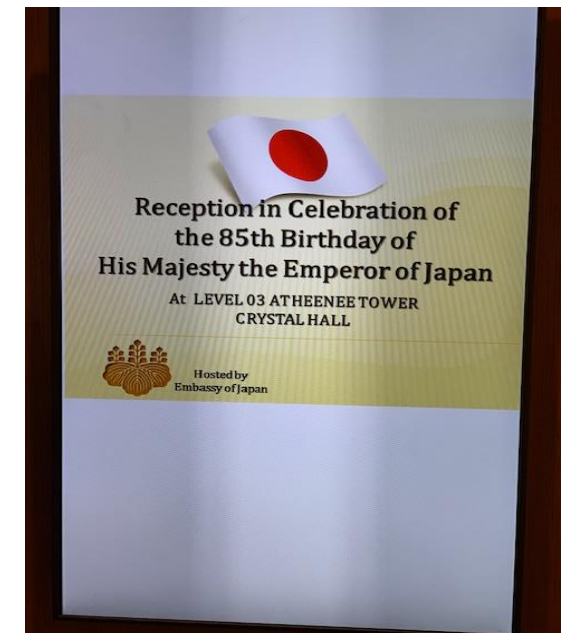 Reception in Celebration of
the 85th Birthday of
His Majesty the Emperor of Japan
At LEVEL 03 ATHEENEE TOWER
CRYSTAL HALL
Hosted by
Embassy of Japan